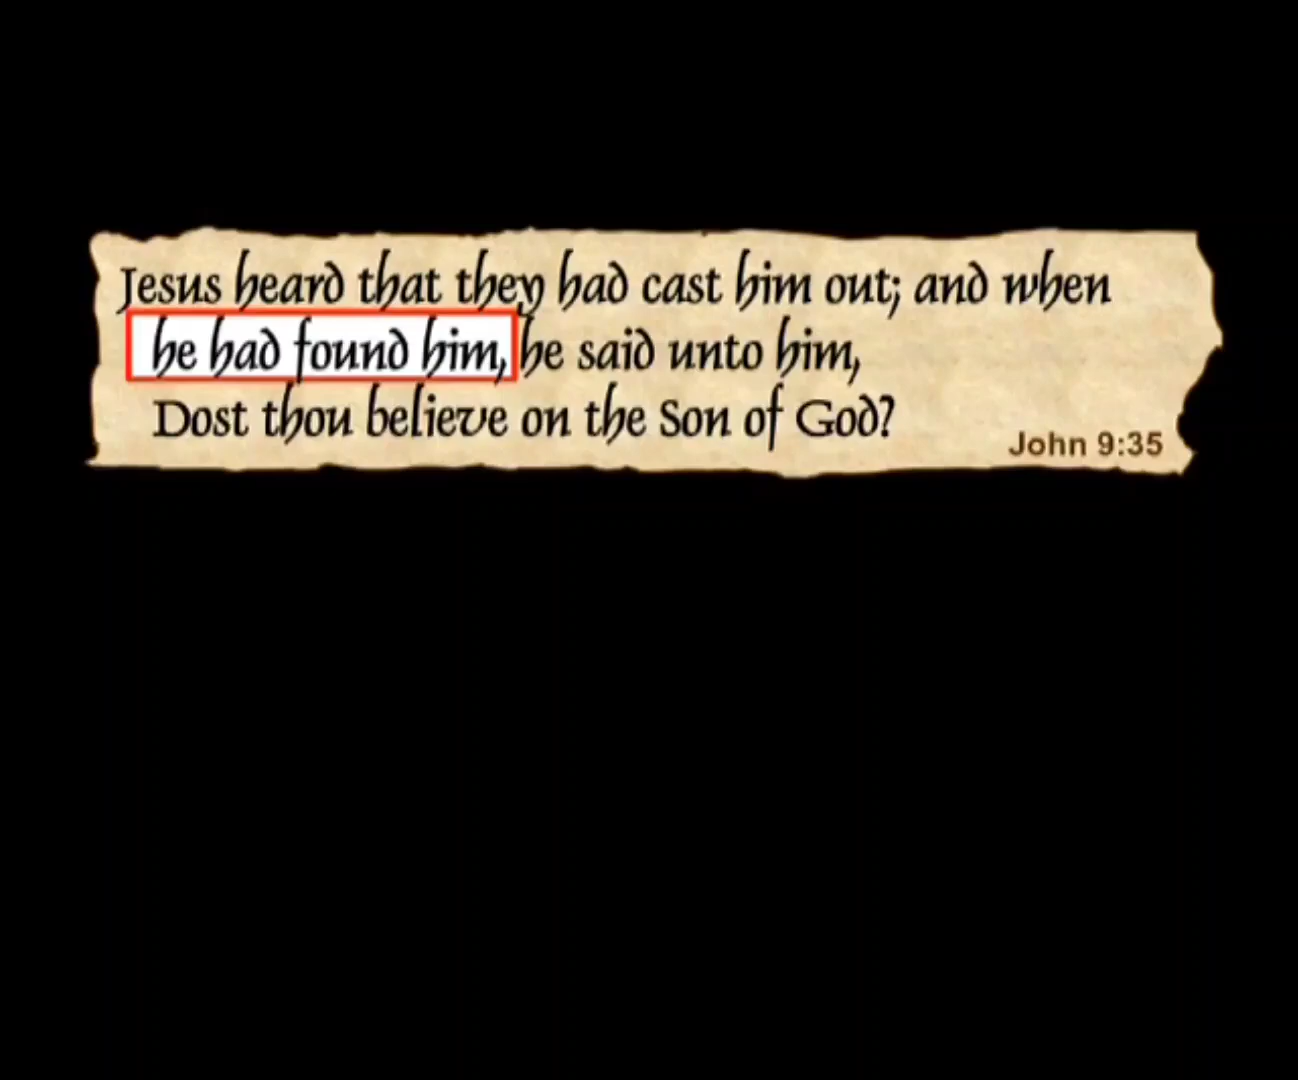 Jesus heard that they had cast him out; and when
he had found him, he said unto him,
Dost thou believe on the Son of God?
John 9:35